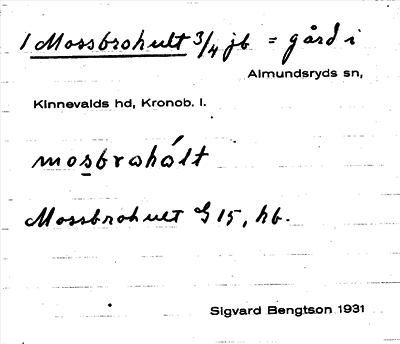 1 Mossbrohult 3/4 jb = gård i
Almundsryds sn,
Kinnevalds hd, Kronob. l.
mosbrohólt
Mossbrohult G 15, hb.
Sigvard Bengtson 1931